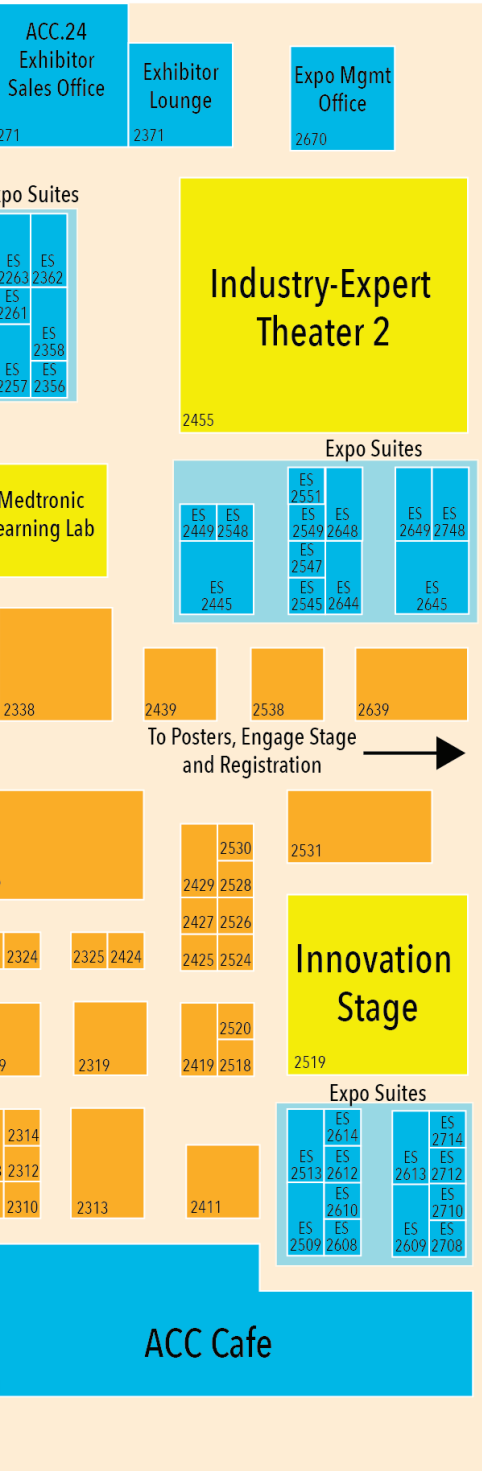 ACC.24
Exhibitor
Sales Office
271
Exhibitor
Lounge
2371
Expo Mgmt
Office
2670
po Suites
ES
2263
ES
2362
ES
2261
ES
2358
ES
2257
ES
2356
Industry-Expert
Theater 2
2455
Medtronic
earning Lab
Expo Suites
ES
2449
ES
2548
ES
2445
ES
2551
ES
2549
2648
ES
2547
ES
2545
ES
2644
ES
2649
ES
2748
ES
2645
2338
2439
2538
2639
To Posters, Engage Stage
and Registration
2429
2530
2528
2427
2526
2425
2524
2531
2324
2325
2424
Innovation
Stage
2519
9
2319
2419
2520
2518
Expo Suites
2314
2312
2310
2313
2411
ES
2513
ES
2614
ES
2612
ES
2610
ES
2509
ES
2608
ES
2613
ES
2714
ES
2712
ES
2710
ES
2609
ES
2708
ACC Cafe